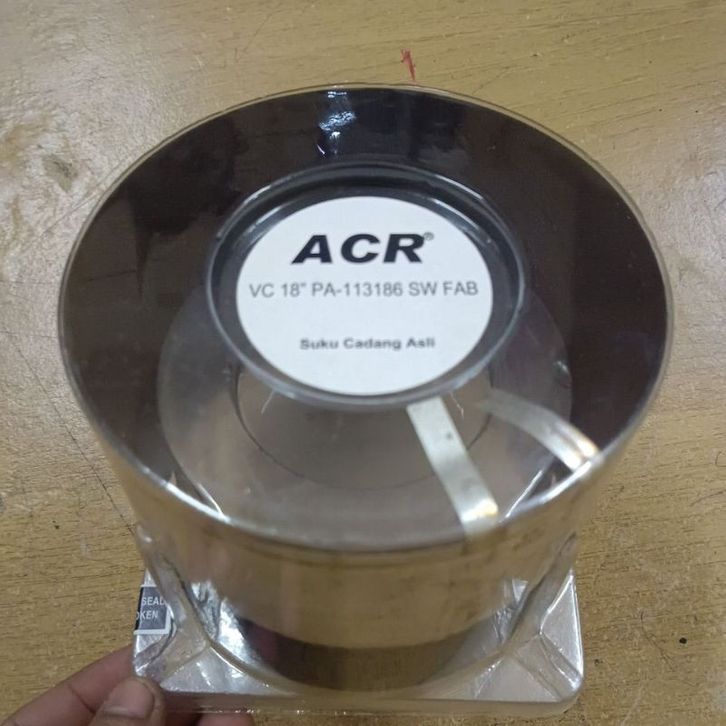 ACR®
VC 18" PA-113186 SW FAB
Suku Cadang Asli
SEAL
OKEN